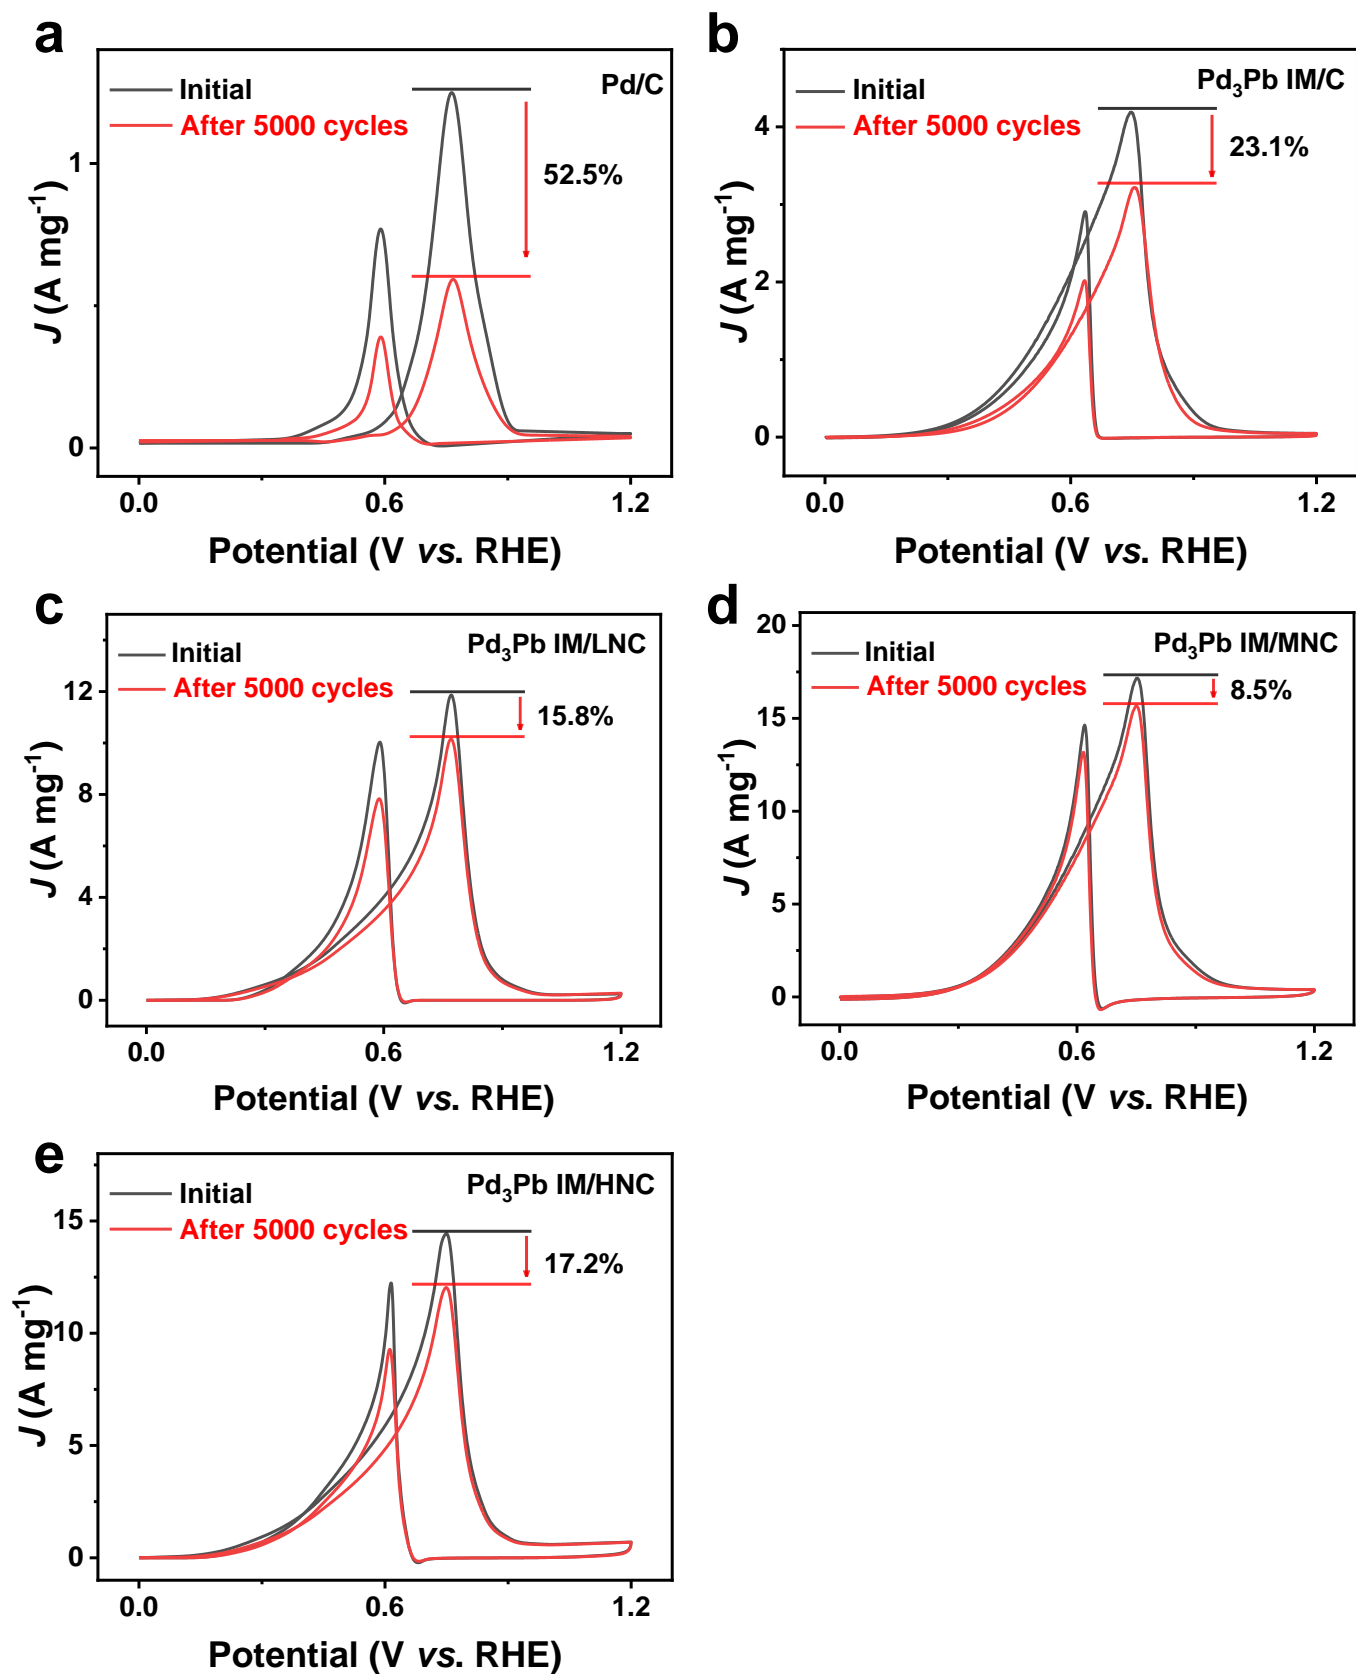 a
Initial
After 5000 cycles
Pd/C
52.5%
1
0
J (A mg⁻¹)
0.0 0.6 1.2
Potential (V vs. RHE)
b
Initial
After 5000 cycles
Pd₃Pb IM/C
23.1%
4
2
0
J (A mg⁻¹)
0.0 0.6 1.2
Potential (V vs. RHE)
c
Initial
After 5000 cycles
Pd₃Pb IM/LNC
15.8%
12
8
4
0
J (A mg⁻¹)
0.0 0.6 1.2
Potential (V vs. RHE)
d
Initial
After 5000 cycles
Pd₃Pb IM/MNC
8.5%
20
15
10
5
0
J (A mg⁻¹)
0.0 0.6 1.2
Potential (V vs. RHE)
e
Initial
After 5000 cycles
Pd₃Pb IM/HNC
17.2%
15
10
5
0
J (A mg⁻¹)
0.0 0.6 1.2
Potential (V vs. RHE)